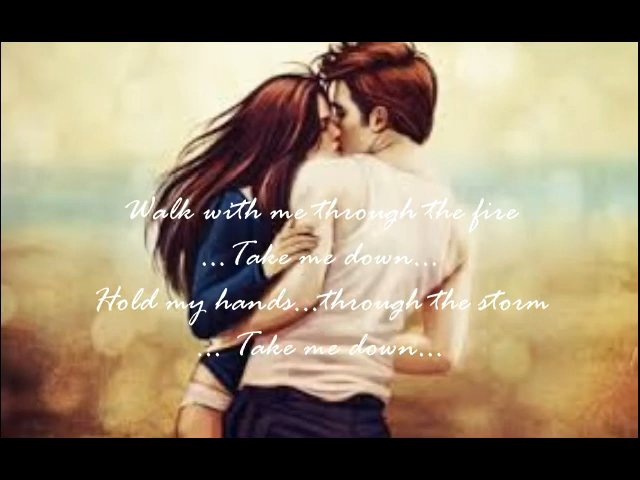 Walk with me through the fire
...Take me down...
Hold my hands...through the storm
... Take me down...